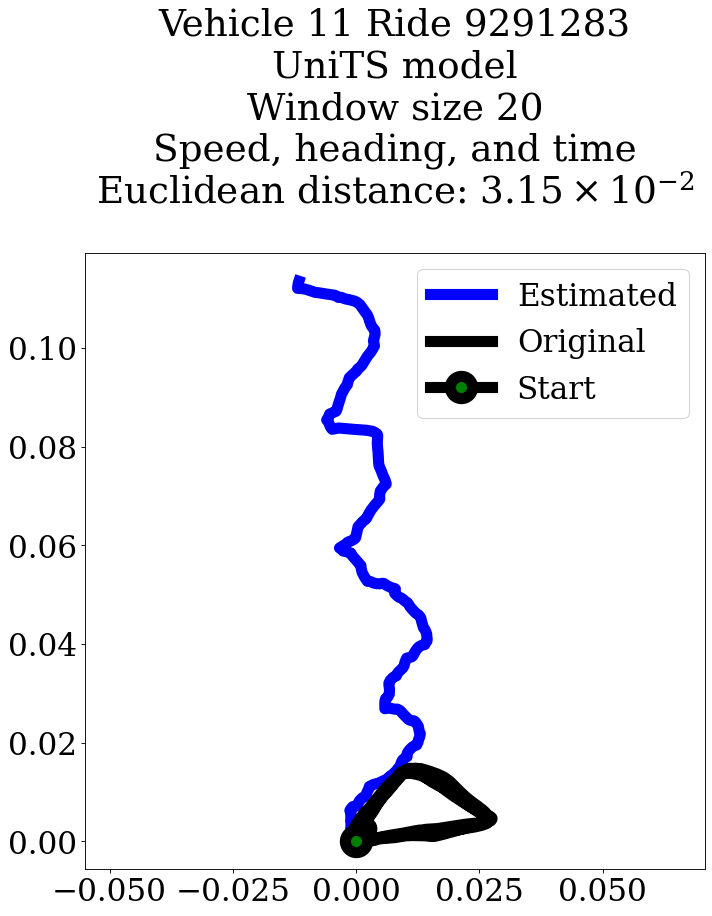 Vehicle 11 Ride 9291283
UniTS model
Window size 20
Speed, heading, and time
Euclidean distance: 3.15 × 10⁻²
Estimated
Original
Start
0.10
0.08
0.06
0.04
0.02
0.00
−0.050 −0.025 0.000 0.025 0.050